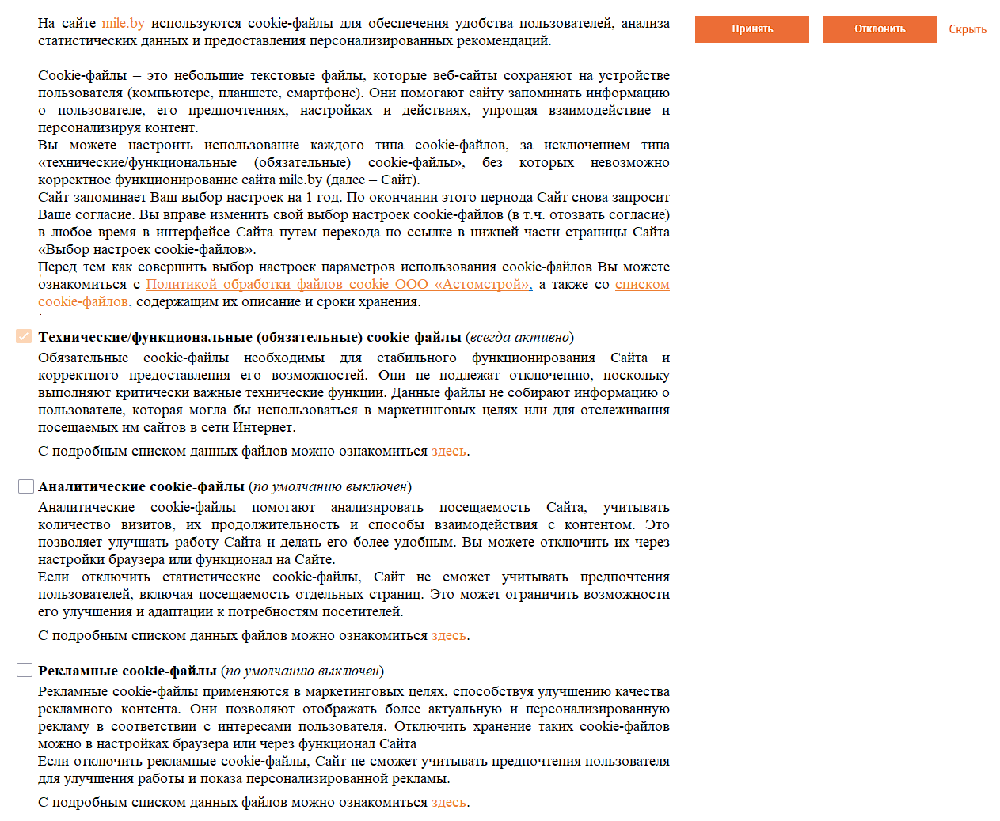 На сайте mile.by используются cookie-файлы для обеспечения удобства пользователей, анализа
статистических данных и предоставления персонализированных рекомендаций.
Принять
Отклонить
Скрыть
Cookie-файлы – это небольшие текстовые файлы, которые веб-сайты сохраняют на устройстве
пользователя (компьютере, планшете, смартфоне). Они помогают сайту запоминать информацию
о пользователе, его предпочтениях, настройках и действиях, упрощая взаимодействие и
персонализируя контент.
Вы можете настроить использование каждого типа cookie-файлов, за исключением типа
«технические/функциональные (обязательные) cookie-файлы», без которых невозможно
корректное функционирование сайта mile.by (далее – Сайт).
Сайт запоминает Ваш выбор настроек на 1 год. По окончании этого периода Сайт снова запросит
Ваше согласие. Вы вправе изменить свой выбор настроек cookie-файлов (в т.ч. отозвать согласие)
в любое время в интерфейсе Сайта путем перехода по ссылке в нижней части страницы Сайта
«Выбор настроек cookie-файлов».
Перед тем как совершить выбор настроек параметров использования cookie-файлов Вы можете
ознакомиться с Политикой обработки файлов cookie ООО «Астомстрой», а также со списком
cookie-файлов, содержащим их описание и сроки хранения.
Технические/функциональные (обязательные) cookie-файлы (всегда активно)
Обязательные cookie-файлы необходимы для стабильного функционирования Сайта и
корректного предоставления его возможностей. Они не подлежат отключению, поскольку
выполняют критически важные технические функции. Данные файлы не собирают информацию о
пользователе, которая могла бы использоваться в маркетинговых целях или для отслеживания
посещаемых им сайтов в сети Интернет.
С подробным списком данных файлов можно ознакомиться здесь.
Аналитические cookie-файлы (по умолчанию выключен)
Аналитические cookie-файлы помогают анализировать посещаемость Сайта, учитывать
количество визитов, их продолжительность и способы взаимодействия с контентом. Это
позволяет улучшать работу Сайта и делать его более удобным. Вы можете отключить их через
настройки браузера или функционал на Сайте.
Если отключить статистические cookie-файлы, Сайт не сможет учитывать предпочтения
пользователей, включая посещаемость отдельных страниц. Это может ограничить возможности
его улучшения и адаптации к потребностям посетителей.
С подробным списком данных файлов можно ознакомиться здесь.
Рекламные cookie-файлы (по умолчанию выключен)
Рекламные cookie-файлы применяются в маркетинговых целях, способствуя улучшению качества
рекламного контента. Они позволяют отображать более актуальную и персонализированную
рекламу в соответствии с интересами пользователя. Отключить хранение таких cookie-файлов
можно в настройках браузера или через функционал Сайта
Если отключить рекламные cookie-файлы, Сайт не сможет учитывать предпочтения пользователя
для улучшения работы и показа персонализированной рекламы.
С подробным списком данных файлов можно ознакомиться здесь.